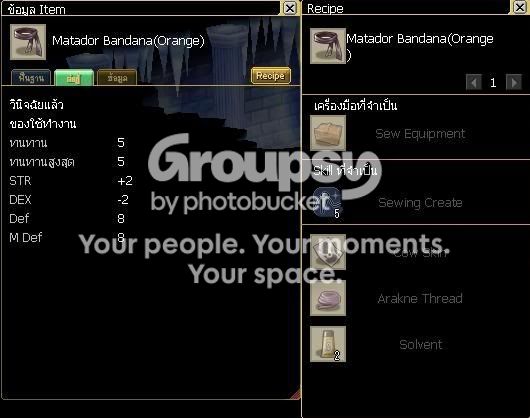 ข้อมูล Item
Matador Bandana(Orange)
พื้นฐาน
ข้อมูล
Recipe
วินิจฉัยแล้ว
ของใช้ทำงาน
ทนทาน 5
ทนทานสูงสุด 5
STR +2
DEX -2
Def 8
M Def 8
Recipe
Matador Bandana(Orange
)
1
เครื่องมือที่จำเป็น
Sew Equipment
Skill ที่จำเป็น
5
Sewing Create
Cow Skin
Arakne Thread
2
Solvent
Groupsy
by photobucket
Your people. Your moments.
Your space.